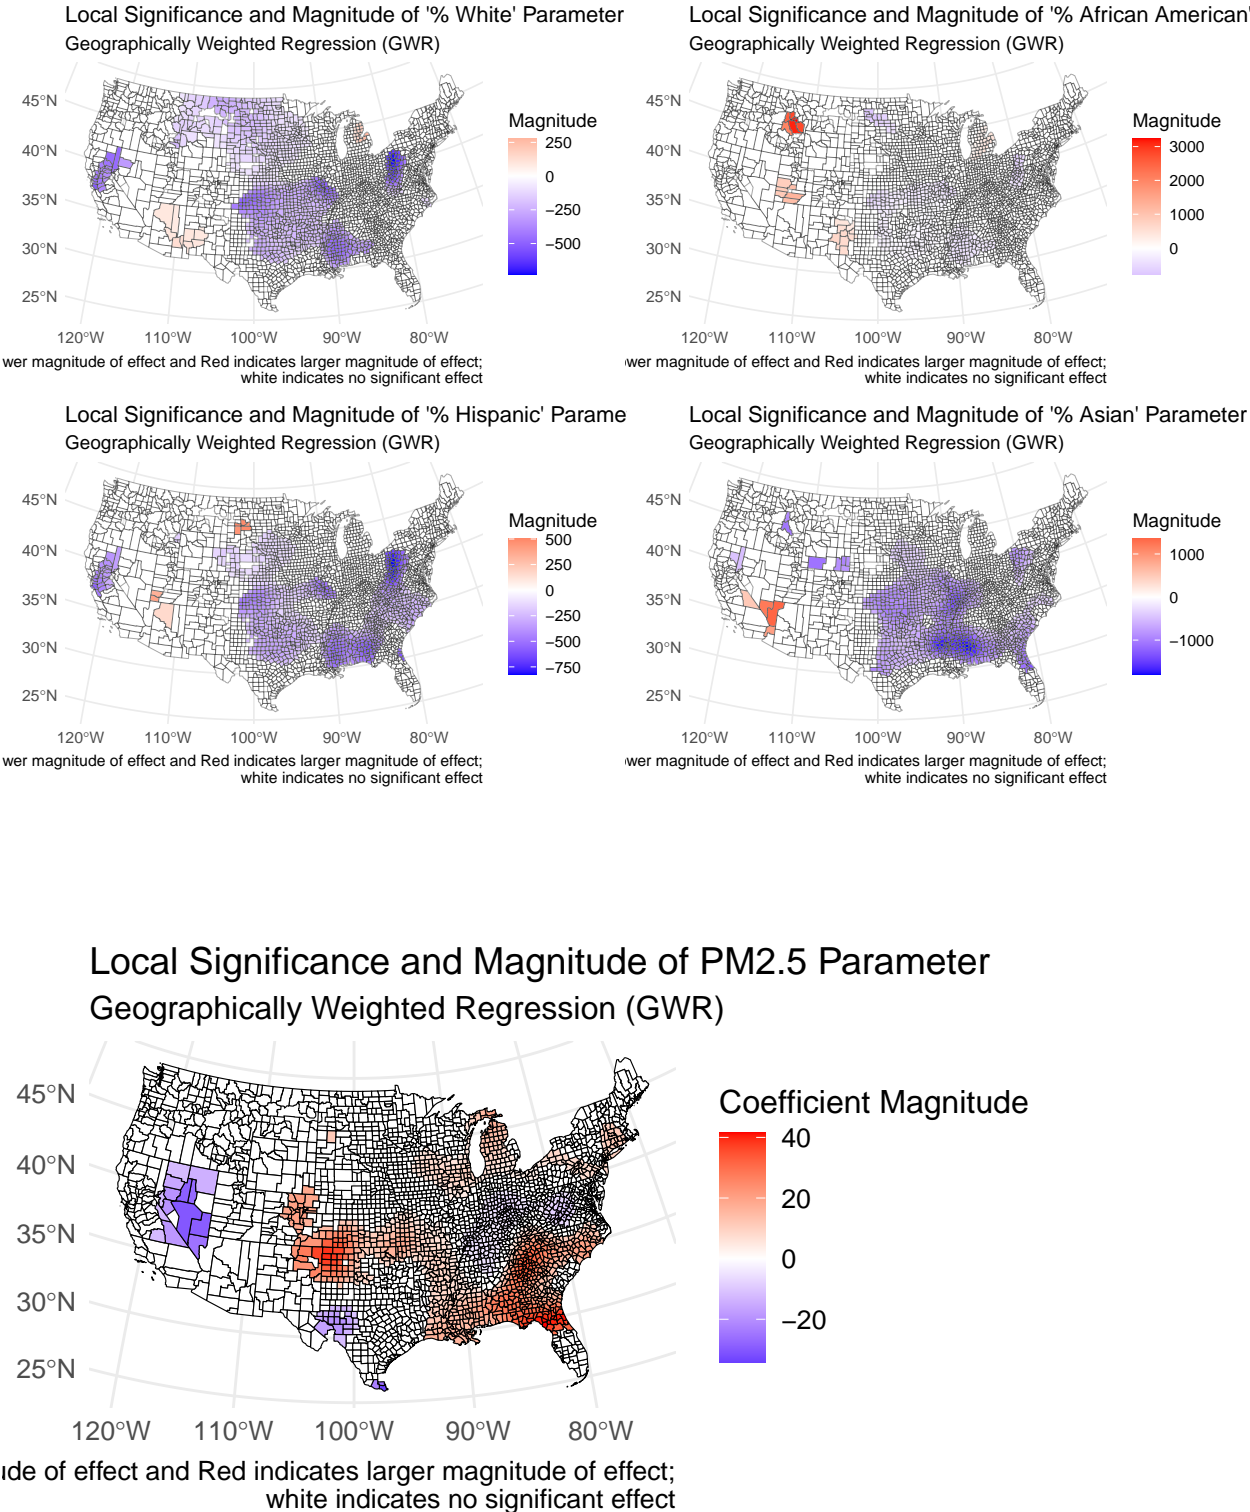 Local Significance and Magnitude of '% White' Parameter
Geographically Weighted Regression (GWR)
45°N
40°N
35°N
30°N
25°N
120°W 110°W 100°W 90°W 80°W
Magnitude
250
0
−250
−500
wer magnitude of effect and Red indicates larger magnitude of effect;
white indicates no significant effect
Local Significance and Magnitude of '% African American'
Geographically Weighted Regression (GWR)
45°N
40°N
35°N
30°N
25°N
120°W 110°W 100°W 90°W 80°W
Magnitude
3000
2000
1000
0
wer magnitude of effect and Red indicates larger magnitude of effect;
white indicates no significant effect
Local Significance and Magnitude of '% Hispanic' Parame
Geographically Weighted Regression (GWR)
45°N
40°N
35°N
30°N
25°N
120°W 110°W 100°W 90°W 80°W
Magnitude
500
250
0
−250
−500
−750
wer magnitude of effect and Red indicates larger magnitude of effect;
white indicates no significant effect
Local Significance and Magnitude of '% Asian' Parameter
Geographically Weighted Regression (GWR)
45°N
40°N
35°N
30°N
25°N
120°W 110°W 100°W 90°W 80°W
Magnitude
1000
0
−1000
wer magnitude of effect and Red indicates larger magnitude of effect;
white indicates no significant effect
Local Significance and Magnitude of PM2.5 Parameter
Geographically Weighted Regression (GWR)
45°N
40°N
35°N
30°N
25°N
120°W 110°W 100°W 90°W 80°W
Coefficient Magnitude
40
20
0
−20
ude of effect and Red indicates larger magnitude of effect;
white indicates no significant effect